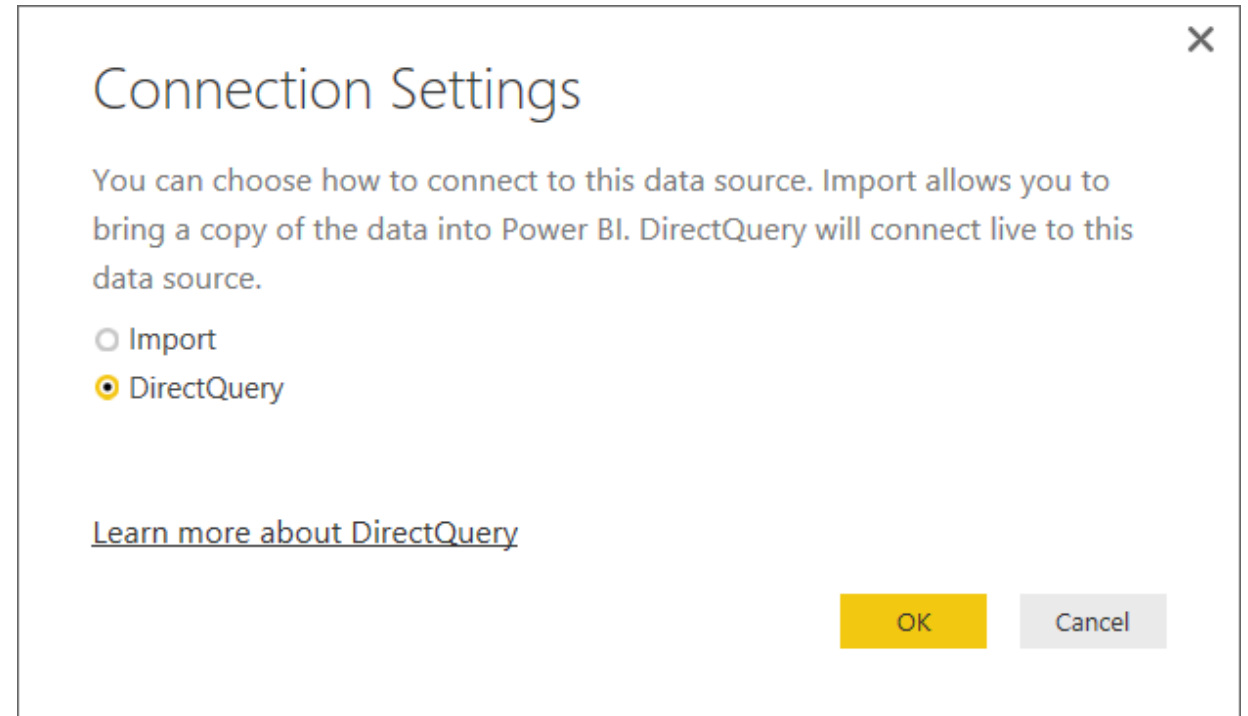 Connection Settings
You can choose how to connect to this data source. Import allows you to
bring a copy of the data into Power BI. DirectQuery will connect live to this
data source.
Import
DirectQuery
Learn more about DirectQuery
OK Cancel